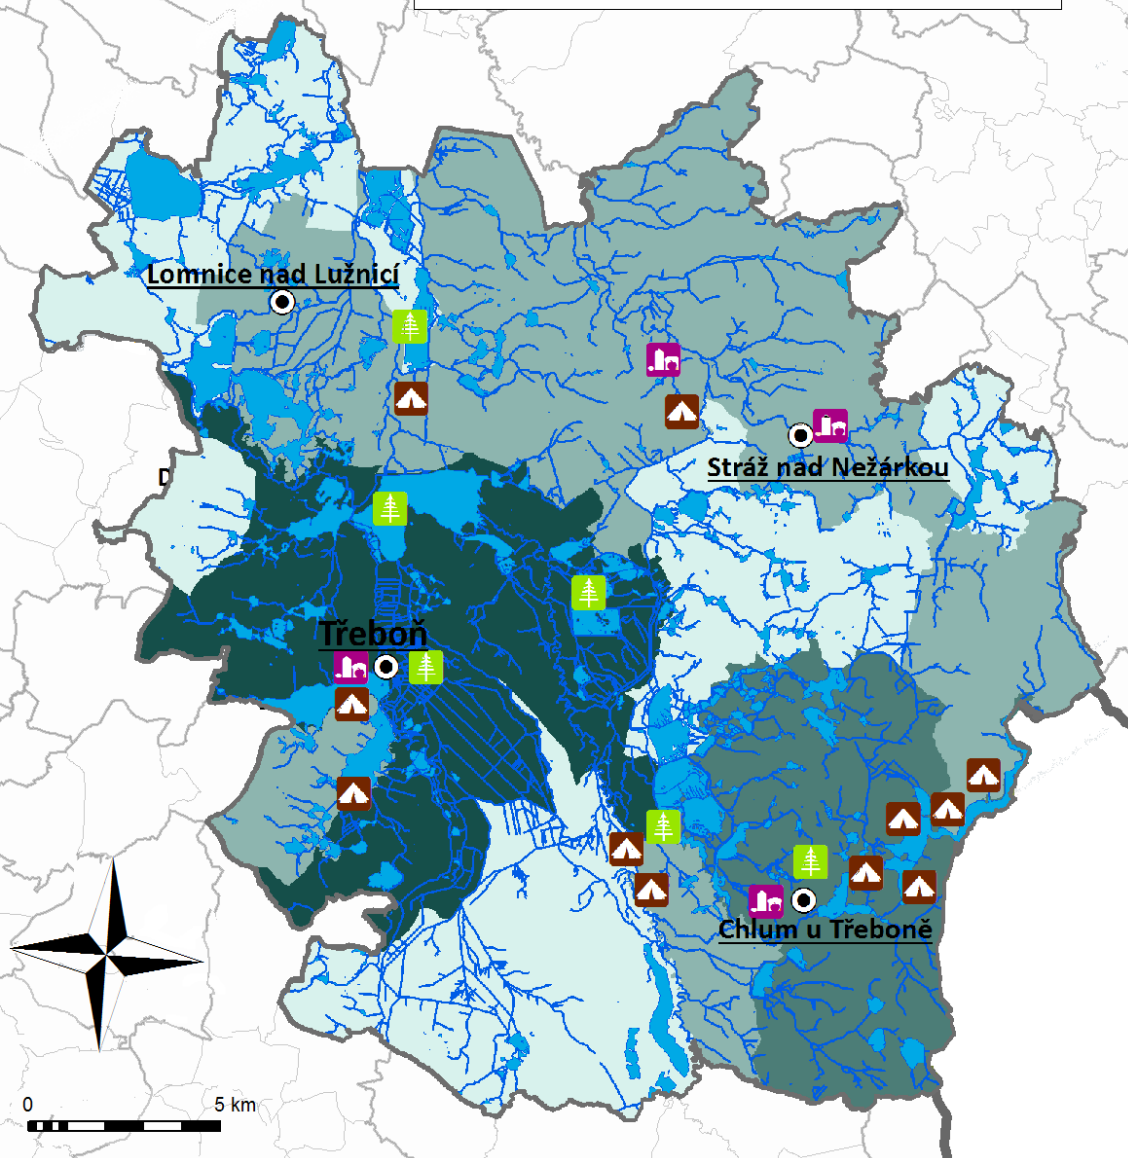 Lomnice nad Lužnicí
Stráž nad Nežárkou
D
Třeboň
Chlum u Třeboně
0 5 km